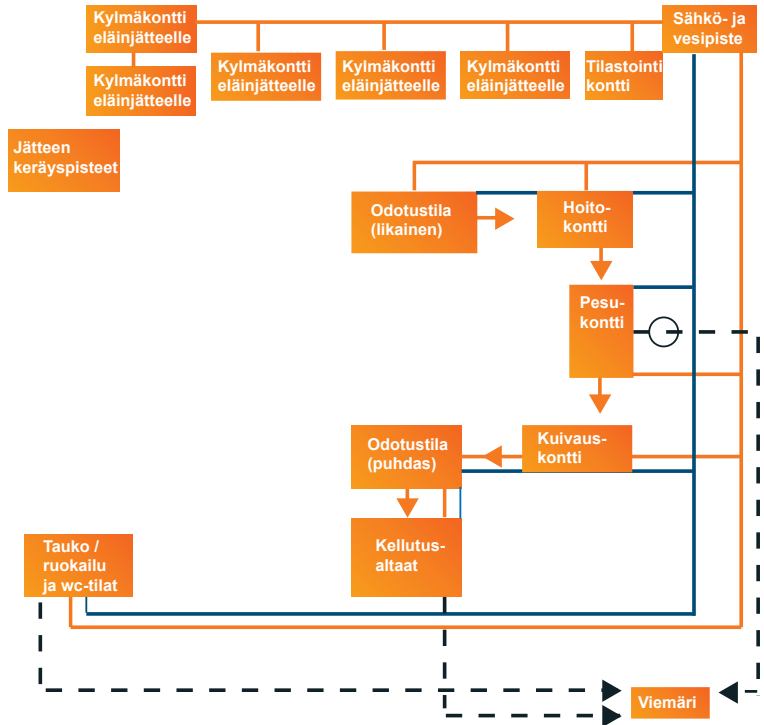 Kylmäkontti
eläinjätteelle
Sähkö- ja
vesipiste
Kylmäkontti
eläinjätteelle
Kylmäkontti
eläinjätteelle
Kylmäkontti
eläinjätteelle
Kylmäkontti
eläinjätteelle
Tilastointi
kontti
Jätteen
keräyspisteet
Odotustila
(likainen)
Hoito-
kontti
Pesu-
kontti
Odotustila
(puhdas)
Kuivaus-
kontti
Kellutus-
altaat
Tauko /
ruokailu
ja wc-tilat
Viemäri